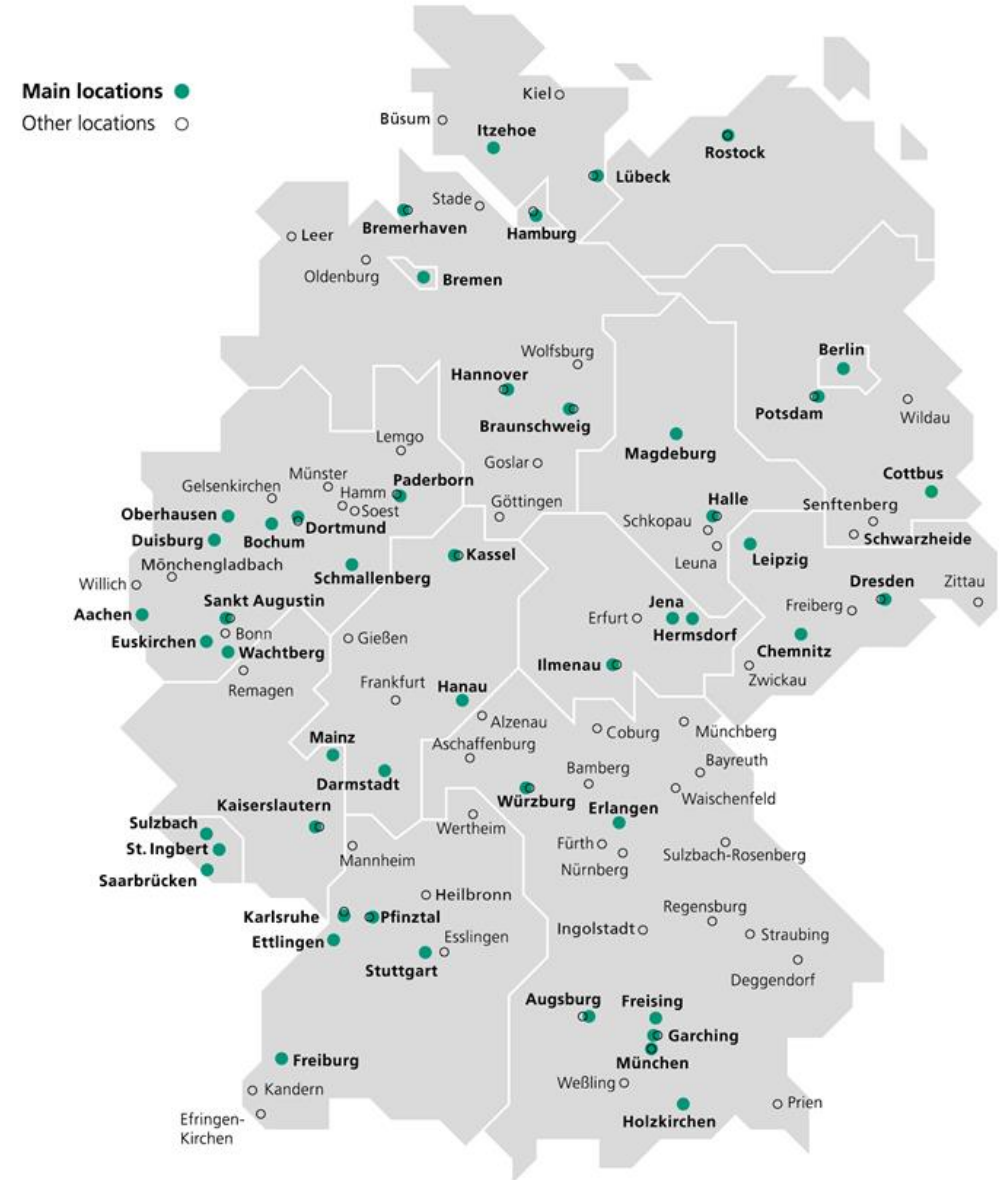 Main locations
Other locations
Kiel
Büsum
Itzehoe
Rostock
Lübeck
Stade
Bremerhaven
Hamburg
Leer
Oldenburg
Bremen
Wolfsburg
Berlin
Hannover
Potsdam
Wildau
Braunschweig
Lemgo
Magdeburg
Goslar
Münster
Paderborn
Cottbus
Gelsenkirchen
Hamm
Göttingen
Halle
Senftenberg
Oberhausen
Soest
Dortmund
Schkopau
Duisburg
Bochum
Schwarzheide
Kassel
Leuna
Leipzig
Mönchengladbach
Schmallenberg
Willich
Dresden
Zittau
Sankt Augustin
Jena
Freiberg
Aachen
Erfurt
Bonn
Gießen
Hermsdorf
Euskirchen
Wachtberg
Chemnitz
Ilmenau
Zwickau
Remagen
Frankfurt
Hanau
Alzenau
Coburg
Münchberg
Mainz
Aschaffenburg
Bayreuth
Bamberg
Darmstadt
Waischenfeld
Würzburg
Kaiserslautern
Erlangen
Sulzbach
Wertheim
Fürth
St. Ingbert
Mannheim
Sulzbach-Rosenberg
Nürnberg
Saarbrücken
Heilbronn
Regensburg
Karlsruhe
Pfinztal
Ingolstadt
Straubing
Ettlingen
Esslingen
Stuttgart
Deggendorf
Augsburg
Freising
Garching
Freiburg
München
Weßling
Kandern
Prien
Efringen-
Kirchen
Holzkirchen